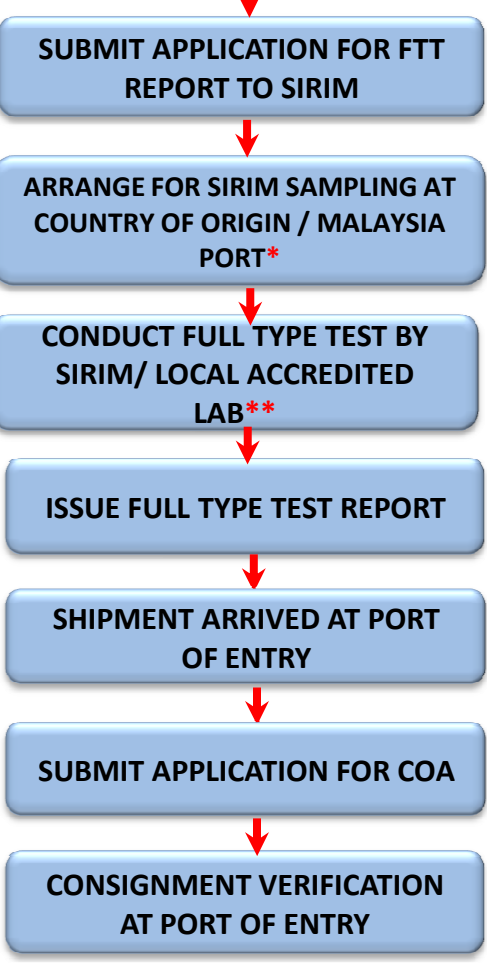 SUBMIT APPLICATION FOR FTT
REPORT TO SIRIM
ARRANGE FOR SIRIM SAMPLING AT
COUNTRY OF ORIGIN / MALAYSIA
PORT*
CONDUCT FULL TYPE TEST BY
SIRIM/ LOCAL ACCREDITED
LAB**
ISSUE FULL TYPE TEST REPORT
SHIPMENT ARRIVED AT PORT
OF ENTRY
SUBMIT APPLICATION FOR COA
CONSIGNMENT VERIFICATION
AT PORT OF ENTRY